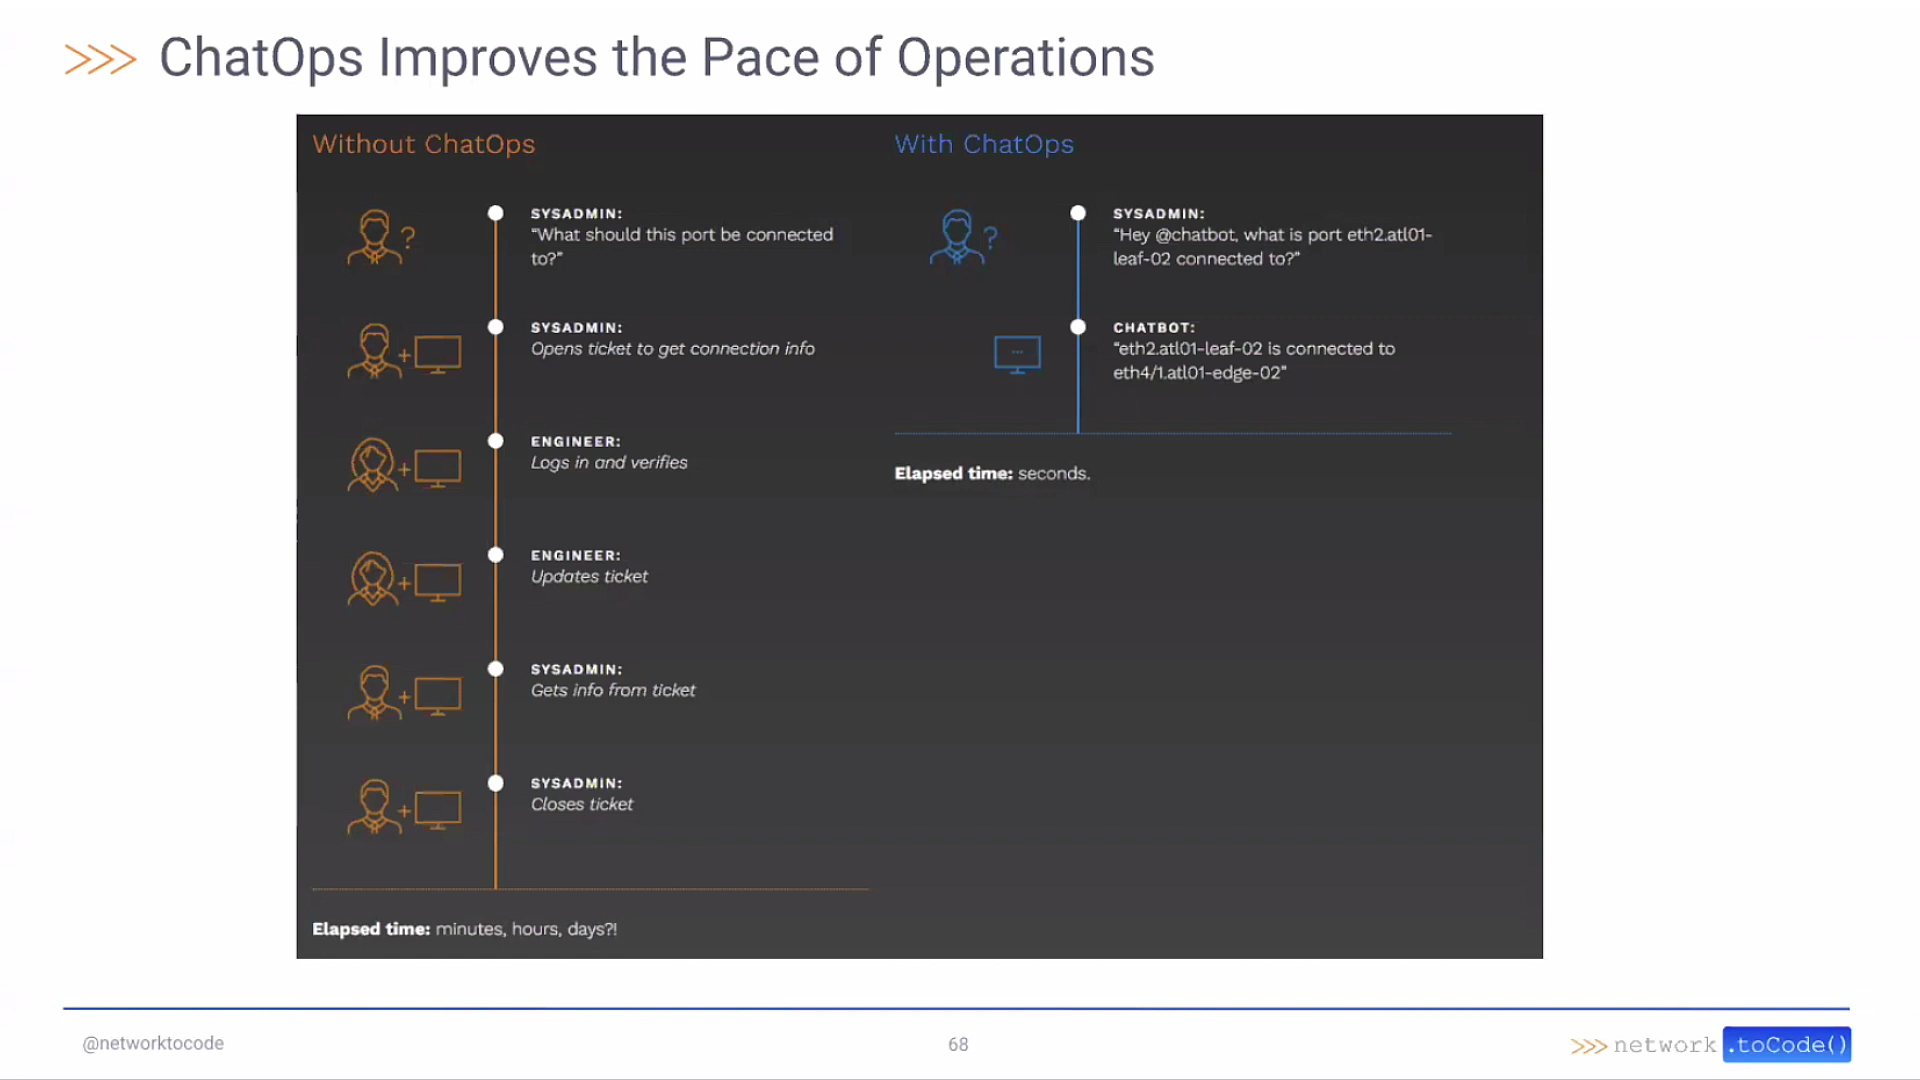 >>> ChatOps Improves the Pace of Operations
Without ChatOps
?
SYSADMIN:
“What should this port be connected
to?”
+
SYSADMIN:
Opens ticket to get connection info
+
ENGINEER:
Logs in and verifies
+
ENGINEER:
Updates ticket
+
SYSADMIN:
Gets info from ticket
+
SYSADMIN:
Closes ticket
Elapsed time: minutes, hours, days?!
With ChatOps
?
SYSADMIN:
“Hey @chatbot, what is port eth2.atl01-
leaf-02 connected to?”
...
CHATBOT:
“eth2.atl01-leaf-02 is connected to
eth4/1.atl01-edge-02”
Elapsed time: seconds.
@networktocode
68
>>> network .toCode()